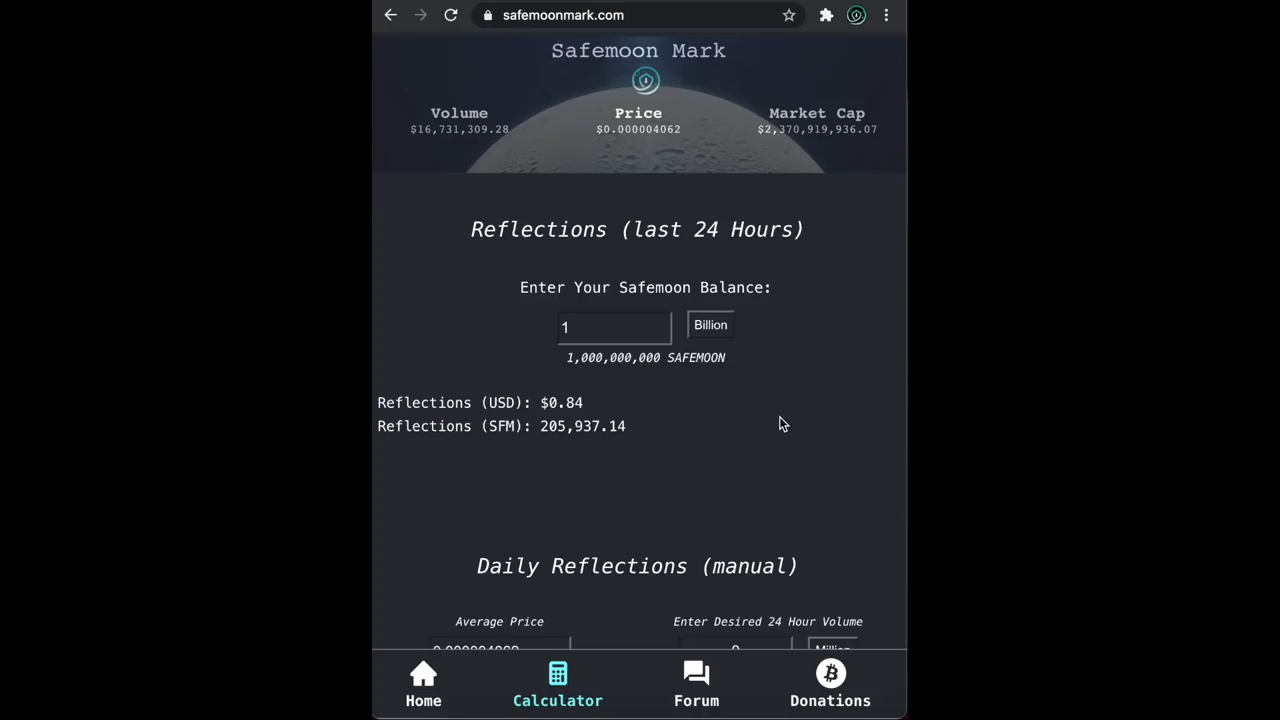 safemoonmark.com
Safemoon Mark
Volume Price Market Cap
$16,731,309.28 $0.000004062 $2,370,919,936.07
Reflections (last 24 Hours)
Enter Your Safemoon Balance:
1 Billion
1,000,000,000 SAFEMOON
Reflections (USD): $0.84
Reflections (SFM): 205,937.14
Daily Reflections (manual)
Average Price Enter Desired 24 Hour Volume
Home Calculator Forum Donations